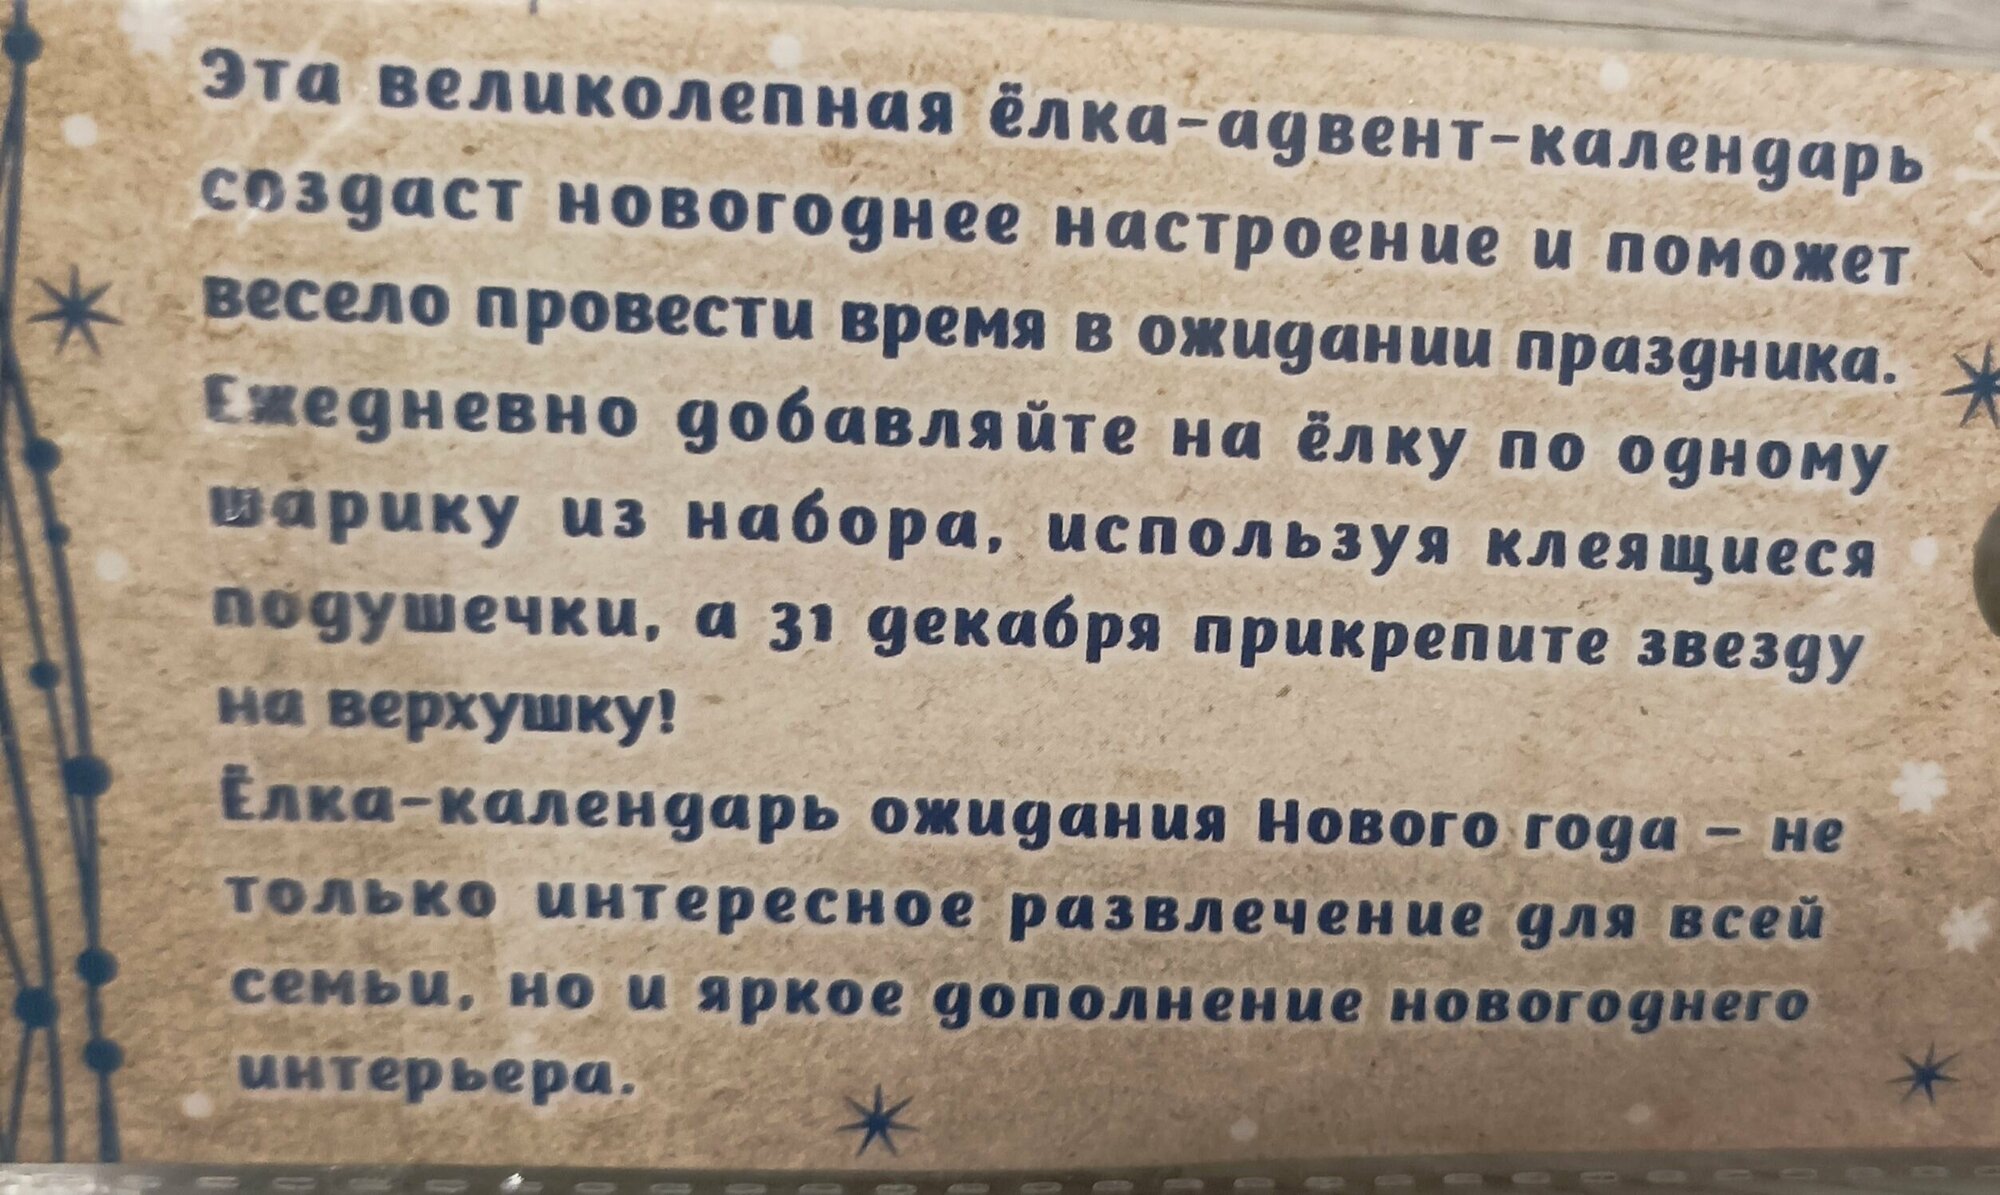 Эта великолепная ёлка-адвент-календарь
создаст новогоднее настроение и поможет
весело провести время в ожидании праздника.
Ежедневно добавляйте на ёлку по одному
шарику из набора, используя клеящиеся
подушечки, а 31 декабря прикрепите звезду
на верхушку!
Ёлка-календарь ожидания Нового года – не
только интересное развлечение для всей
семьи, но и яркое дополнение новогоднего
интерьера.